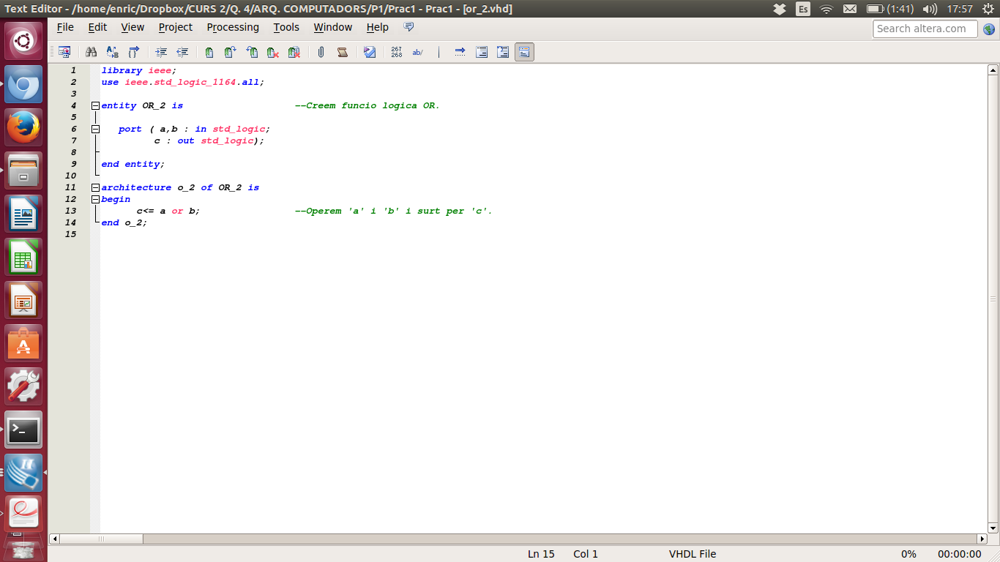 Text Editor - /home/enric/Dropbox/CURS 2/Q. 4/ARQ. COMPUTADORS/P1/Prac1 - Prac1 - [or_2.vhd]
Es (1:41) 17:57
File Edit View Project Processing Tools Window Help
Search altera.com
267
268
ab/
1 library ieee;
2 use ieee.std_logic_1164.all;
3
4 entity OR_2 is --Creem funcio logica OR.
5
6 port ( a,b : in std_logic;
7 c : out std_logic);
8
9 end entity;
10
11 architecture o_2 of OR_2 is
12 begin
13 c<= a or b; --Operem 'a' i 'b' i surt per 'c'.
14 end o_2;
15
Ln 15 Col 1 VHDL File 0% 00:00:00